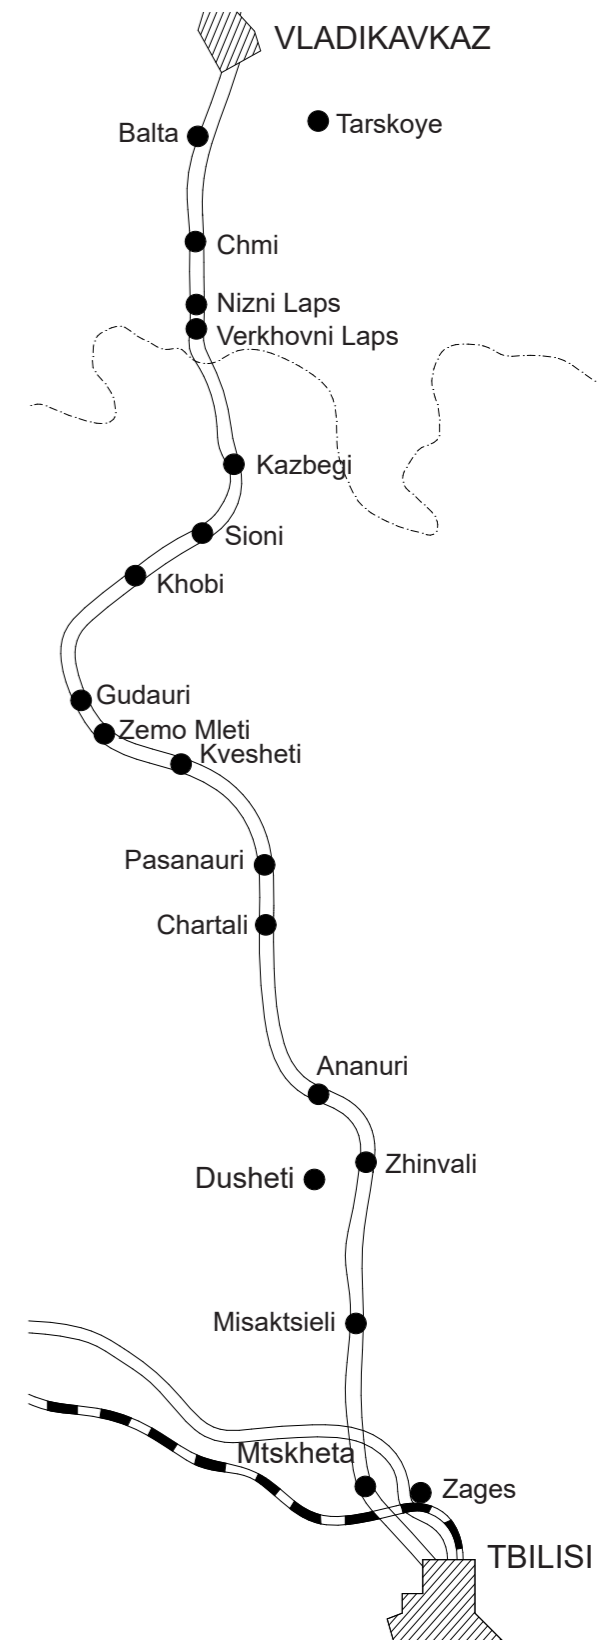 VLADIKAVKAZ
Tarskoye
Balta
Chmi
Nizni Laps
Verkhovni Laps
Kazbegi
Sioni
Khobi
Gudauri
Zemo Mleti
Kvesheti
Pasanauri
Chartali
Ananuri
Zhinvali
Dusheti
Misaktsieli
Mtskheta
Zages
TBILISI